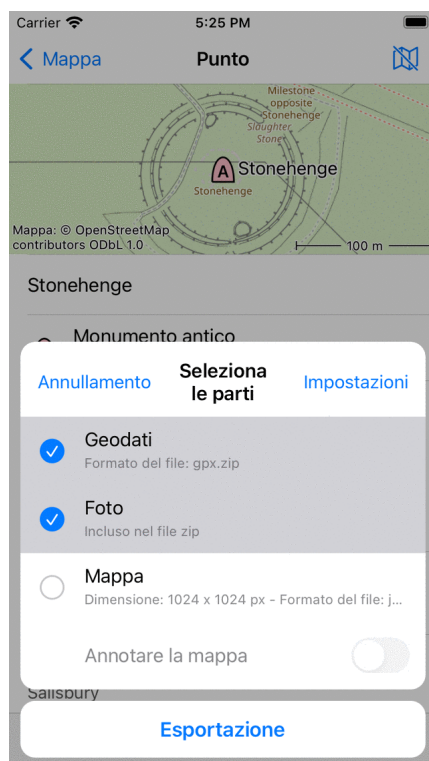 Carrier 5:25 PM
Mappa Punto
Milestone
opposite
Stonehenge
Slaughter
Stone
A Stonehenge
Stonehenge
Mappa: © OpenStreetMap
contributors ODbL 1.0
100 m
Stonehenge
Monumento antico
Annullamento Seleziona le parti Impostazioni
Geodati
Formato del file: gpx.zip
Foto
Incluso nel file zip
Mappa
Dimensione: 1024 x 1024 px - Formato del file: j...
Annotare la mappa
Salisbury
Esportazione